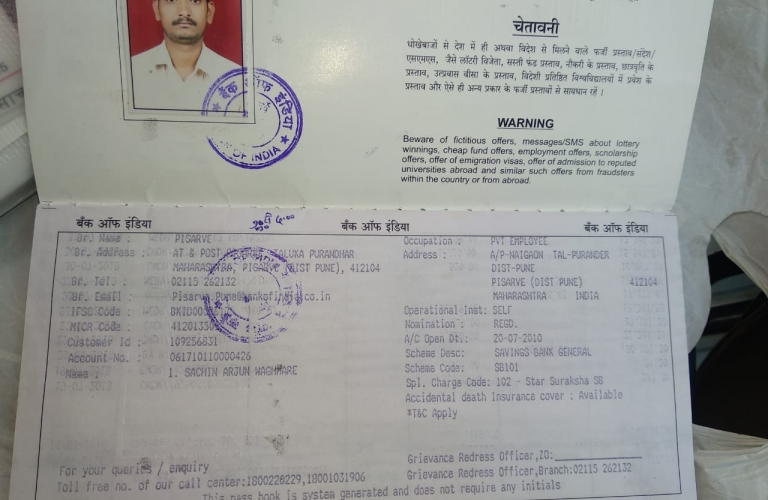 चेतावनी
धोखेबाजों से देश में ही अथवा विदेश से मिलने वाले फर्जी प्रस्ताव/संदेश/
एसएमएस, जैसे लॉटरी विजेता, सस्ती फंड प्रस्ताव, नौकरी के प्रस्ताव, छात्रवृति के
प्रस्ताव, उत्प्रवास वीसा के प्रस्ताव, विदेशी प्रतिष्ठित विश्वविद्यालयों में प्रवेश के
प्रस्ताव और ऐसे ही अन्य प्रकार के फर्जी प्रस्तावों से सावधान रहें ।
WARNING
Beware of fictitious offers, messages/SMS about lottery
winnings, cheap fund offers, employment offers, scholarship
offers, offer of emigration visas, offer of admission to reputed
universities abroad and similar such offers from fraudsters
within the country or from abroad.
बैंक ऑफ इंडिया
OF INDIA
बैंक ऑफ इंडिया बैंक ऑफ इंडिया बैंक ऑफ इंडिया
Br. Name : PISARVE
Br. Address : AT & POST TALUKA PURANDHAR
MAHARASHTRA, PISARVE (DIST PUNE), 412104
Br. Tel : 02115 262132
Br. Email : Pisarve.Pune@bankofindia.co.in
IFSC Code :
MICR Code :
Customer Id : 109256831
Account No. : 061710110000426
Name : 1. SACHIN ARJUN WAGHMARE
Occupation : PVT EMPLOYEE
Address : A/P-NAIGAON TAL-PURANDER
DIST-PUNE
PISARVE (DIST PUNE) 412104
MAHARASHTRA INDIA
Operational Inst: SELF
Nomination : REGD.
A/C Open Dt.: 20-07-2010
Scheme Desc: SAVINGS BANK GENERAL
Scheme Code: SB101
Spl. Charge Code: 102 - Star Suraksha SB
Accidental death Insurance cover : Available
*T&C Apply
For your queries / enquiry
Toll free no. of our call center:1800220229,18001031906
Grievance Redress Officer,ZO:
Grievance Redress Officer,Branch:02115 262132
This pass book is system generated and does not require any initials